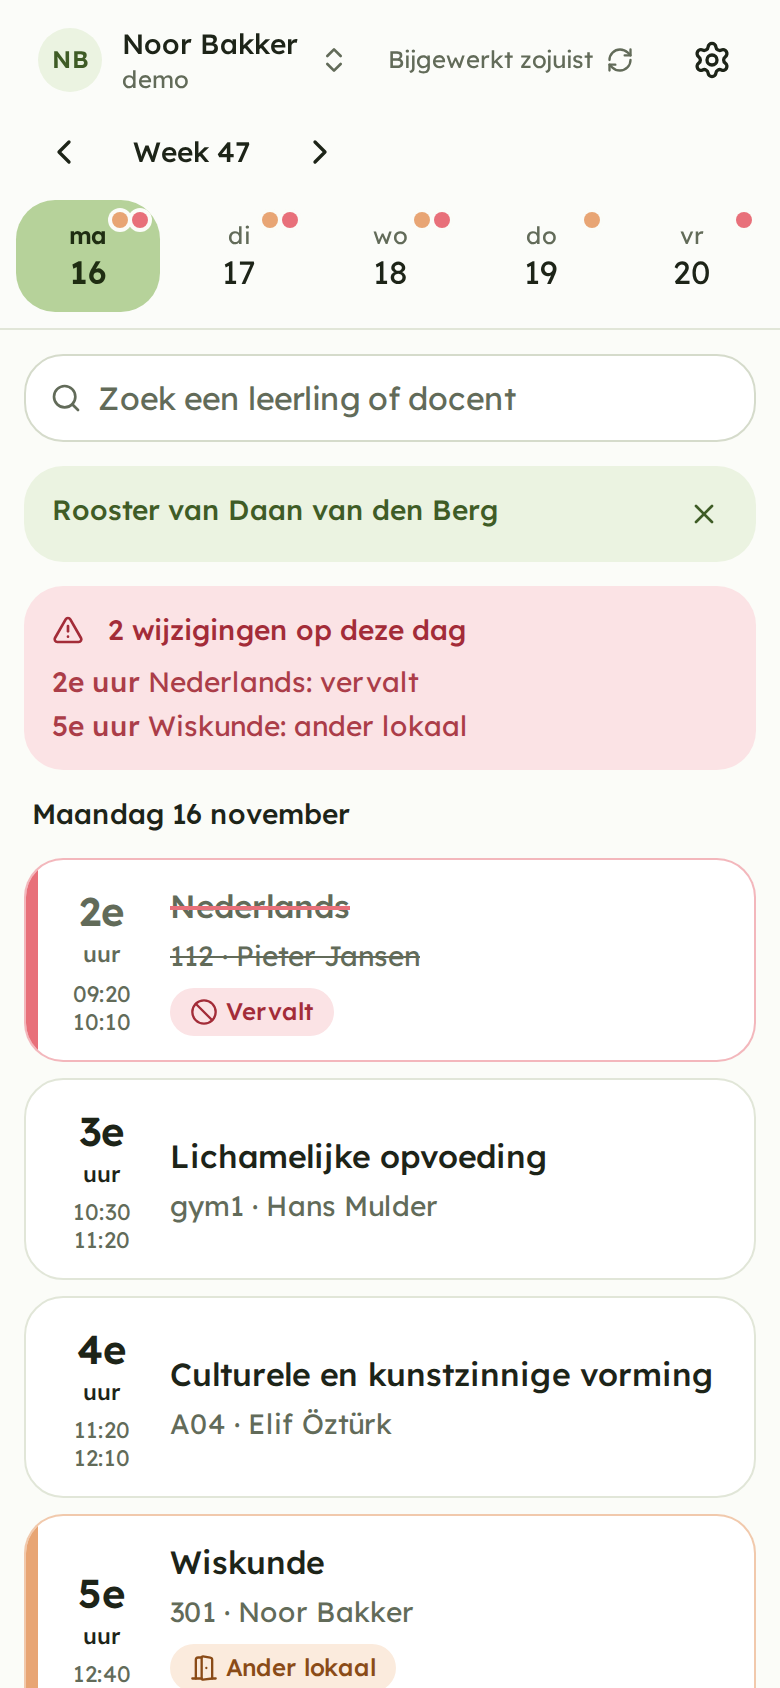 NB
Noor Bakker
demo
Bijgewerkt zojuist
Week 47
ma di wo do vr
16 17 18 19 20
Zoek een leerling of docent
Rooster van Daan van den Berg
2 wijzigingen op deze dag
2e uur Nederlands: vervalt
5e uur Wiskunde: ander lokaal
Maandag 16 november
2e
uur
09:20
10:10
Nederlands
112 · Pieter Jansen
Vervalt
3e
uur
10:30
11:20
Lichamelijke opvoeding
gym1 · Hans Mulder
4e
uur
11:20
12:10
Culturele en kunstzinnige vorming
A04 · Elif Öztürk
5e
uur
12:40
Wiskunde
301 · Noor Bakker
Ander lokaal